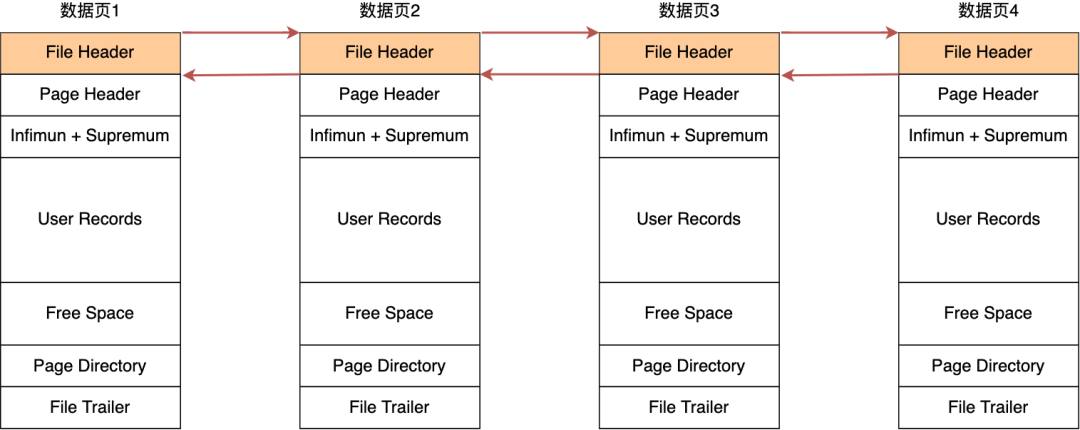 数据页1
数据页2
数据页3
数据页4
File Header
File Header
File Header
File Header
Page Header
Page Header
Page Header
Page Header
Infimun + Supremum
Infimun + Supremum
Infimun + Supremum
Infimun + Supremum
User Records
User Records
User Records
User Records
Free Space
Free Space
Free Space
Free Space
Page Directory
Page Directory
Page Directory
Page Directory
File Trailer
File Trailer
File Trailer
File Trailer